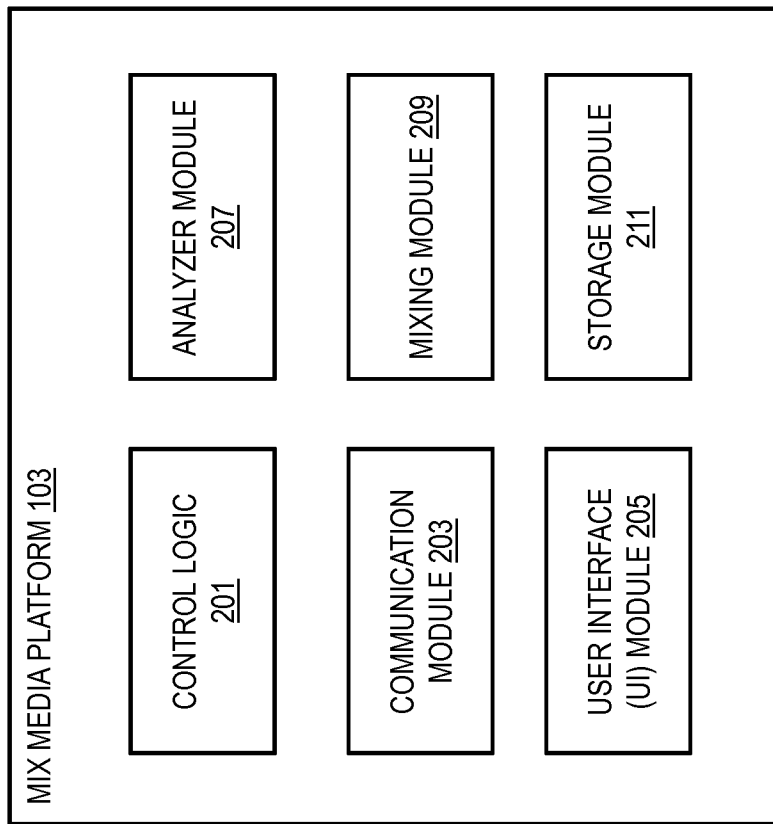 MIX MEDIA PLATFORM 103
CONTROL LOGIC
201
COMMUNICATION
MODULE 203
USER INTERFACE
(UI) MODULE 205
ANALYZER MODULE
207
MIXING MODULE 209
STORAGE MODULE
211